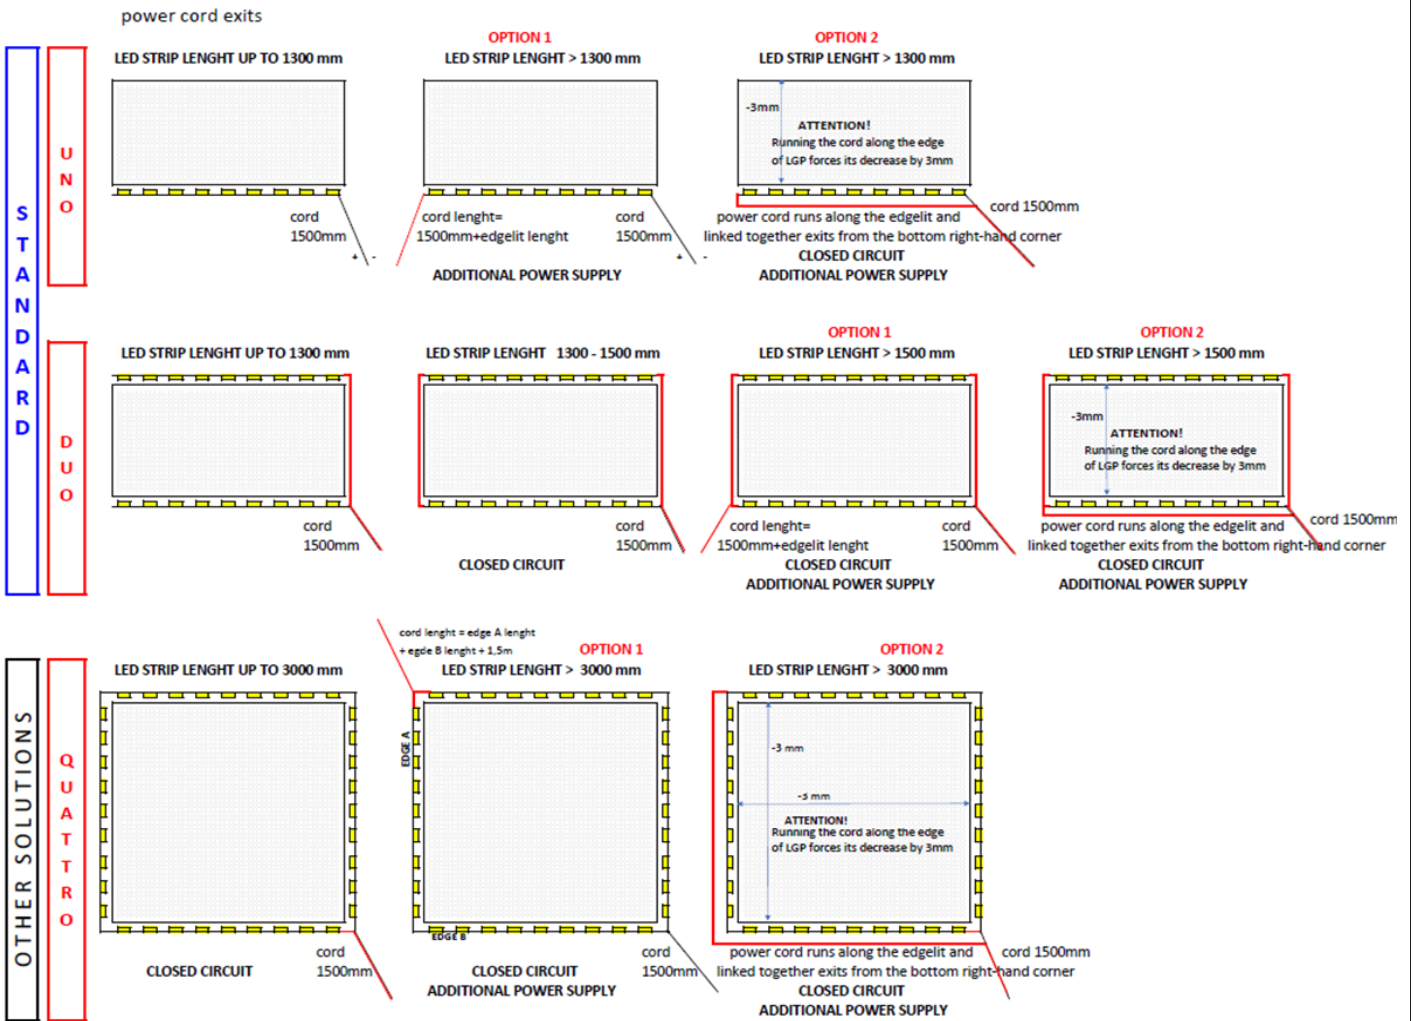 power cord exits
STANDARD
UNO
LED STRIP LENGHT UP TO 1300 mm
cord
1500mm
+ -
OPTION 1
LED STRIP LENGHT > 1300 mm
cord lenght=
1500mm+edgelit lenght
cord
1500mm
+ -
ADDITIONAL POWER SUPPLY
OPTION 2
LED STRIP LENGHT > 1300 mm
-3mm
ATTENTION!
Running the cord along the edge
of LGP forces its decrease by 3mm
cord 1500mm
power cord runs along the edgelit and
linked together exits from the bottom right-hand corner
CLOSED CIRCUIT
ADDITIONAL POWER SUPPLY
DUO
LED STRIP LENGHT UP TO 1300 mm
cord
1500mm
LED STRIP LENGHT 1300 - 1500 mm
cord
1500mm
CLOSED CIRCUIT
OPTION 1
LED STRIP LENGHT > 1500 mm
cord lenght=
1500mm+edgelit lenght
cord
1500mm
CLOSED CIRCUIT
ADDITIONAL POWER SUPPLY
OPTION 2
LED STRIP LENGHT > 1500 mm
-3mm
ATTENTION!
Running the cord along the edge
of LGP forces its decrease by 3mm
cord 1500mm
power cord runs along the edgelit and
linked together exits from the bottom right-hand corner
CLOSED CIRCUIT
ADDITIONAL POWER SUPPLY
OTHER SOLUTIONS
QUATTRO
LED STRIP LENGHT UP TO 3000 mm
cord
1500mm
CLOSED CIRCUIT
cord lenght = edge A lenght
+ egde B lenght + 1,5m
OPTION 1
LED STRIP LENGHT > 3000 mm
EDGE A
EDGE B
cord
1500mm
CLOSED CIRCUIT
ADDITIONAL POWER SUPPLY
OPTION 2
LED STRIP LENGHT > 3000 mm
-3 mm
-3 mm
ATTENTION!
Running the cord along the edge
of LGP forces its decrease by 3mm
cord 1500mm
power cord runs along the edgelit and
linked together exits from the bottom right-hand corner
CLOSED CIRCUIT
ADDITIONAL POWER SUPPLY